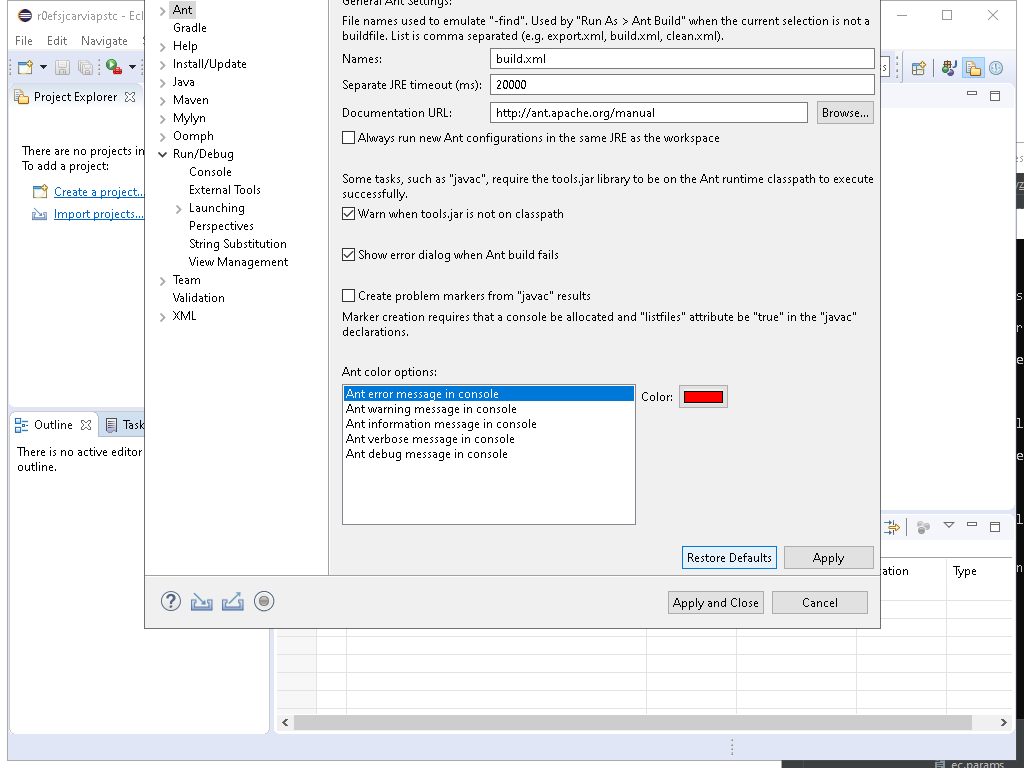 r0efsjcarviapstc - Ecl
File Edit Navigate
Project Explorer
There are no projects in
To add a project:
Create a project...
Import projects...
Outline
Task
There is no active editor
outline.
Ant
Gradle
Help
Install/Update
Java
Maven
Mylyn
Oomph
Run/Debug
Console
External Tools
Launching
Perspectives
String Substitution
View Management
Team
Validation
XML
General Ant Settings:
File names used to emulate "-find". Used by "Run As > Ant Build" when the current selection is not a
buildfile. List is comma separated (e.g. export.xml, build.xml, clean.xml).
Names: build.xml
Separate JRE timeout (ms): 20000
Documentation URL: http://ant.apache.org/manual Browse...
Always run new Ant configurations in the same JRE as the workspace
Some tasks, such as "javac", require the tools.jar library to be on the Ant runtime classpath to execute
successfully.
Warn when tools.jar is not on classpath
Show error dialog when Ant build fails
Create problem markers from "javac" results
Marker creation requires that a console be allocated and "listfiles" attribute be "true" in the "javac"
declarations.
Ant color options:
Ant error message in console
Ant warning message in console
Ant information message in console
Ant verbose message in console
Ant debug message in console
Color:
Restore Defaults Apply
Apply and Close Cancel
ation Type
ec.params